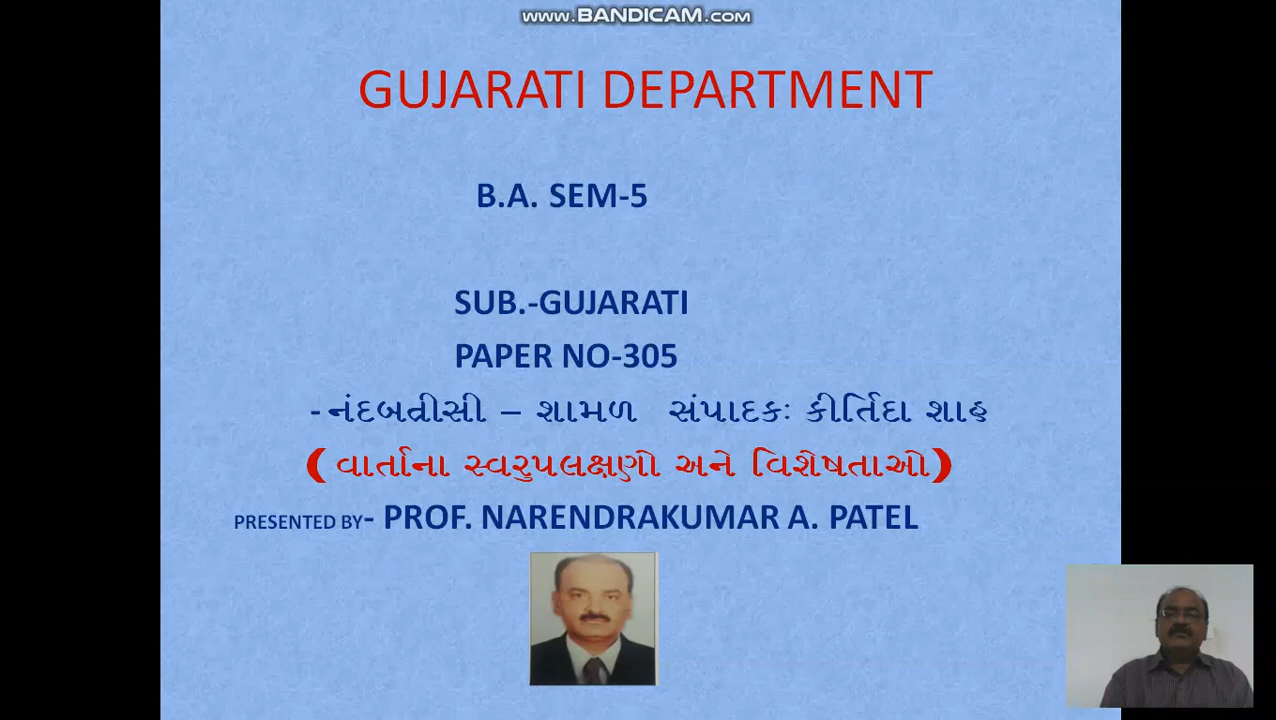 www.BANDICAM.com
GUJARATI DEPARTMENT
B.A. SEM-5
SUB.-GUJARATI
PAPER NO-305
-નંદબત્રીસી – શામળ સંપાદકઃ કીર્તિદા શાહ
(વાર્તાના સ્વરુપલક્ષણો અને વિશેષતાઓ)
PRESENTED BY- PROF. NARENDRAKUMAR A. PATEL